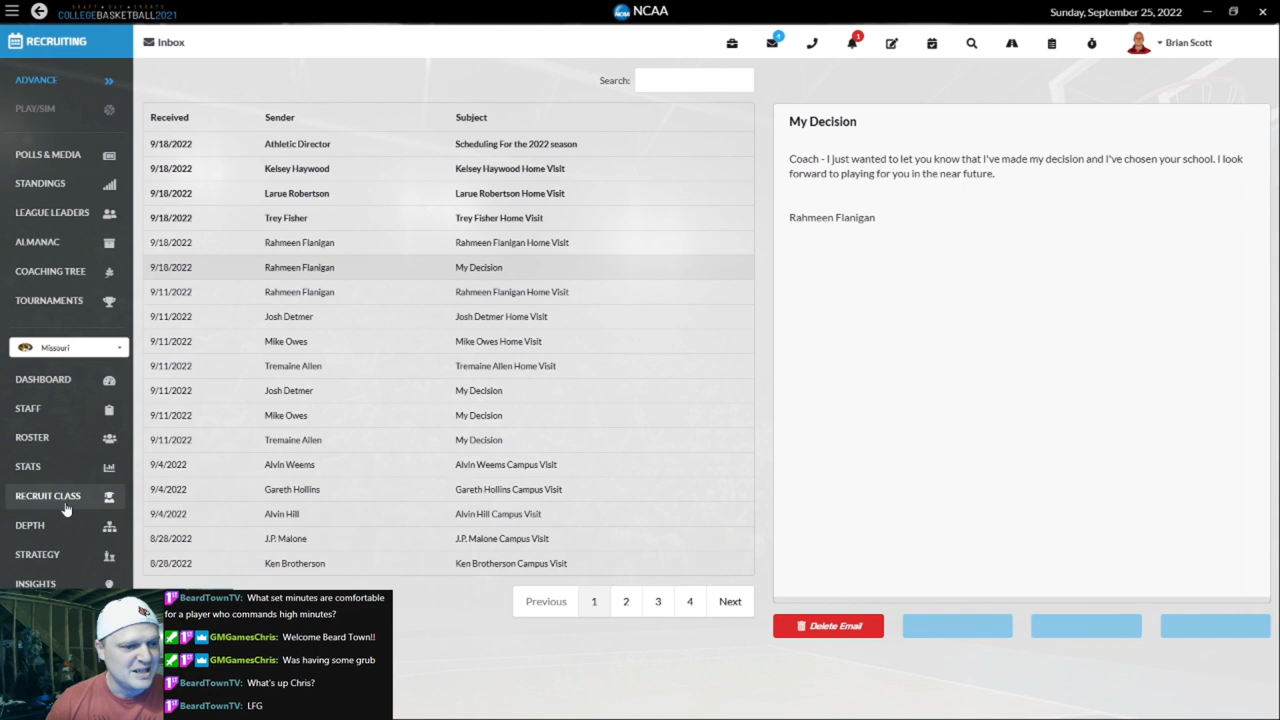 DRAFT DAY SPORTS
COLLEGEBASKETBALL2021
NCAA
Sunday, September 25, 2022
RECRUITING
Inbox
4
1
Brian Scott
ADVANCE
PLAY/SIM
POLLS & MEDIA
STANDINGS
LEAGUE LEADERS
ALMANAC
COACHING TREE
TOURNAMENTS
Missouri
DASHBOARD
STAFF
ROSTER
STATS
RECRUIT CLASS
DEPTH
STRATEGY
INSIGHTS
Search:
Received Sender Subject
9/18/2022 Athletic Director Scheduling For the 2022 season
9/18/2022 Kelsey Haywood Kelsey Haywood Home Visit
9/18/2022 Larue Robertson Larue Robertson Home Visit
9/18/2022 Trey Fisher Trey Fisher Home Visit
9/18/2022 Rahmeen Flanigan Rahmeen Flanigan Home Visit
9/18/2022 Rahmeen Flanigan My Decision
9/11/2022 Rahmeen Flanigan Rahmeen Flanigan Home Visit
9/11/2022 Josh Detmer Josh Detmer Home Visit
9/11/2022 Mike Owes Mike Owes Home Visit
9/11/2022 Tremaine Allen Tremaine Allen Home Visit
9/11/2022 Josh Detmer My Decision
9/11/2022 Mike Owes My Decision
9/11/2022 Tremaine Allen My Decision
9/4/2022 Alvin Weems Alvin Weems Campus Visit
9/4/2022 Gareth Hollins Gareth Hollins Campus Visit
9/4/2022 Alvin Hill Alvin Hill Campus Visit
8/28/2022 J.P. Malone J.P. Malone Campus Visit
8/28/2022 Ken Brotherson Ken Brotherson Campus Visit
Previous 1 2 3 4 Next
My Decision
Coach - I just wanted to let you know that I've made my decision and I've chosen your school. I look
forward to playing for you in the near future.
Rahmeen Flanigan
Delete Email
BeardTownTV: What set minutes are comfortable
for a player who commands high minutes?
GMGamesChris: Welcome Beard Town!!
GMGamesChris: Was having some grub
BeardTownTV: What's up Chris?
BeardTownTV: LFG